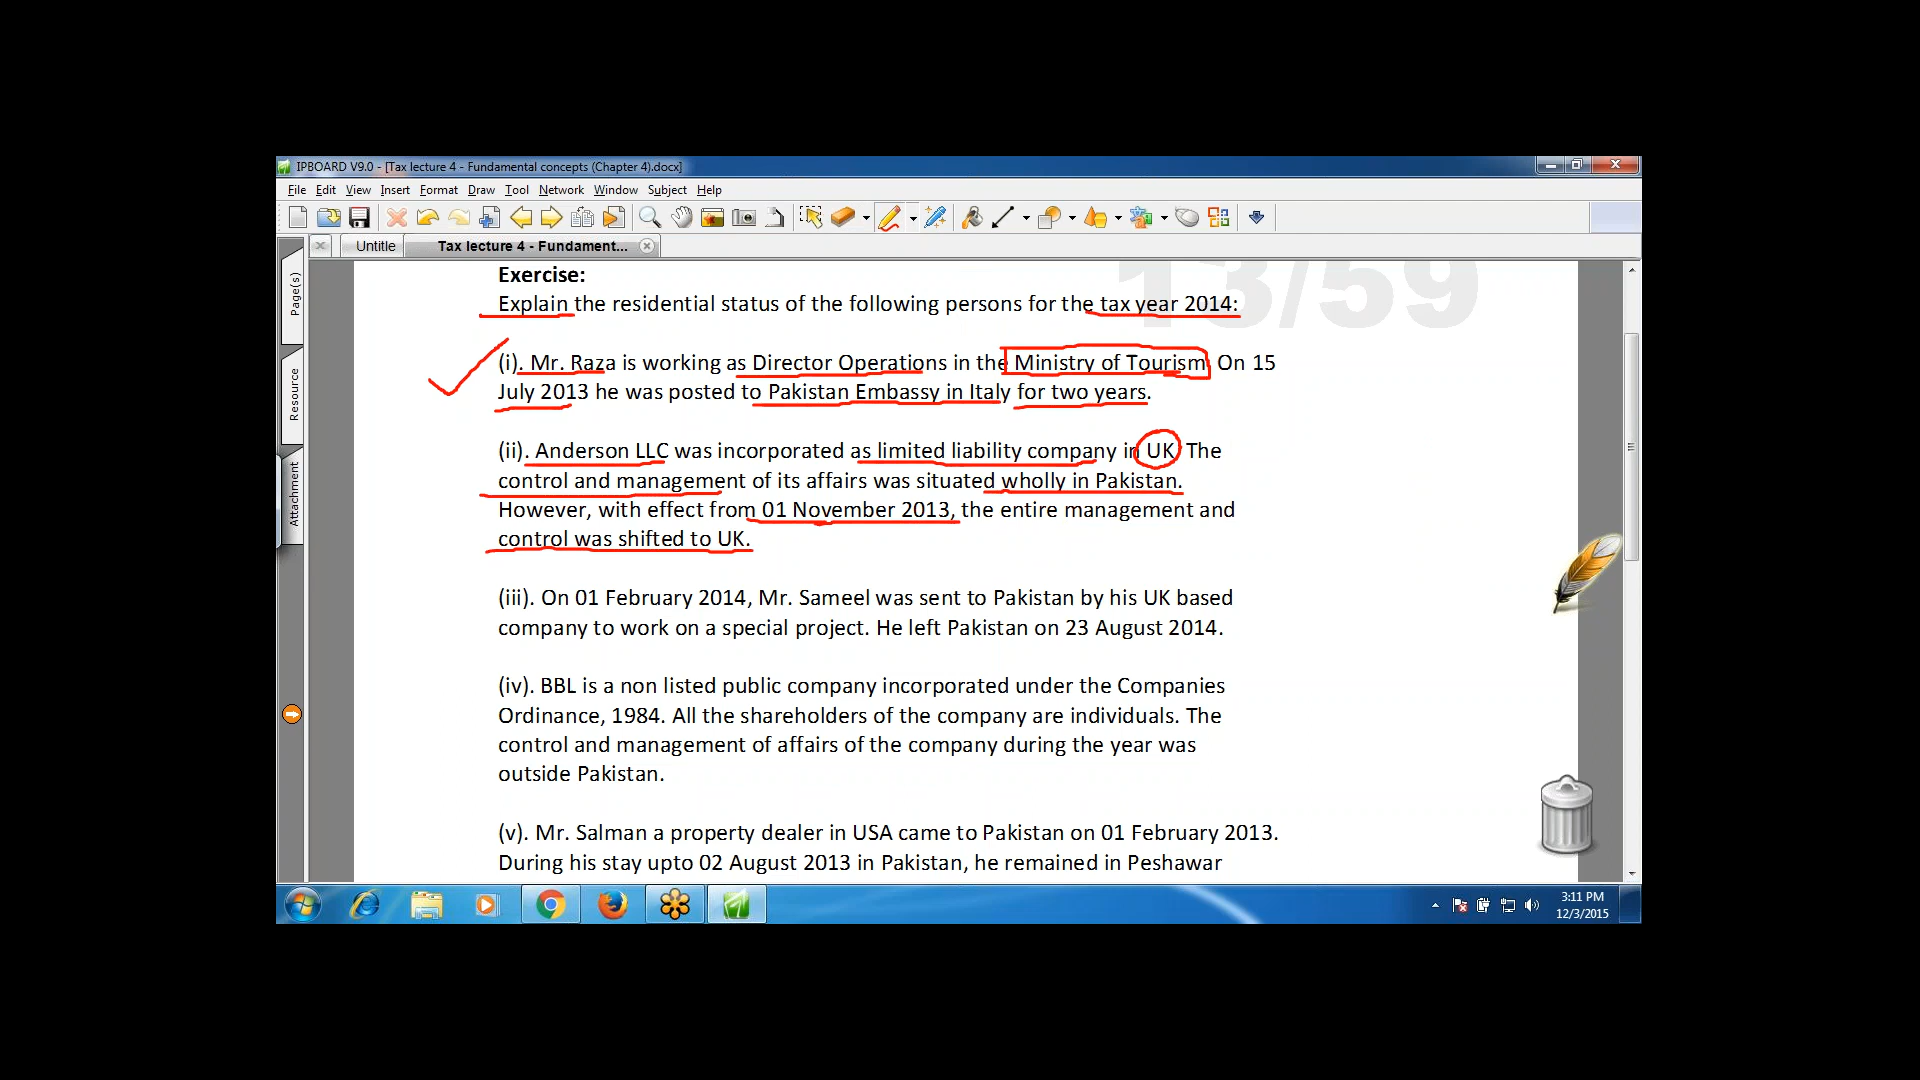 IPBOARD V9.0 - [Tax lecture 4 - Fundamental concepts (Chapter 4).docx]
File Edit View Insert Format Draw Tool Network Window Subject Help
Untitle Tax lecture 4 - Fundament...
Page(s)
Resource
Attachment
13/59
Exercise:
Explain the residential status of the following persons for the tax year 2014:
(i). Mr. Raza is working as Director Operations in the Ministry of Tourism. On 15
July 2013 he was posted to Pakistan Embassy in Italy for two years.
(ii). Anderson LLC was incorporated as limited liability company in UK. The
control and management of its affairs was situated wholly in Pakistan.
However, with effect from 01 November 2013, the entire management and
control was shifted to UK.
(iii). On 01 February 2014, Mr. Sameel was sent to Pakistan by his UK based
company to work on a special project. He left Pakistan on 23 August 2014.
(iv). BBL is a non listed public company incorporated under the Companies
Ordinance, 1984. All the shareholders of the company are individuals. The
control and management of affairs of the company during the year was
outside Pakistan.
(v). Mr. Salman a property dealer in USA came to Pakistan on 01 February 2013.
During his stay upto 02 August 2013 in Pakistan, he remained in Peshawar
3:11 PM
12/3/2015